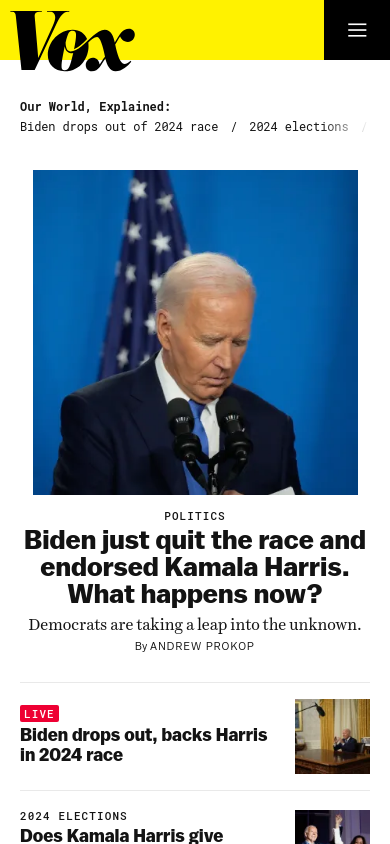 Vox
Our World, Explained:
Biden drops out of 2024 race / 2024 elections /
POLITICS
Biden just quit the race and
endorsed Kamala Harris.
What happens now?
Democrats are taking a leap into the unknown.
By ANDREW PROKOP
LIVE
Biden drops out, backs Harris
in 2024 race
2024 ELECTIONS
Does Kamala Harris give